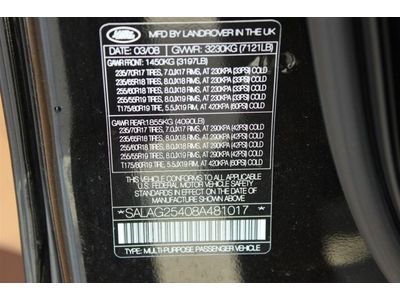 LAND ROVER
MFD BY LANDROVER IN THE UK
DATE: 03/08 GVWR: 3230KG (7121LB)
GAWR FRONT: 1450KG (3197LB)
235/70R17 TIRES, 7.0JX17 RIMS, AT 230KPA (33PSI) COLD
235/65R18 TIRES, 8.0JX18 RIMS, AT 230KPA (33PSI) COLD
255/60R18 TIRES, 8.0JX18 RIMS, AT 230KPA (33PSI) COLD
255/55R19 TIRES, 8.0JX19 RIMS, AT 230KPA (33PSI) COLD
T175/80R19 TIRES, 5.5JX19 RIM, AT 420KPA (60PSI) COLD
GAWR REAR: 1855KG (4090LB)
235/70R17 TIRES, 7.0JX17 RIMS, AT 290KPA (42PSI) COLD
235/65R18 TIRES, 8.0JX18 RIMS, AT 290KPA (42PSI) COLD
255/60R18 TIRES, 8.0JX18 RIMS, AT 290KPA (42PSI) COLD
255/55R19 TIRES, 8.0JX19 RIMS, AT 290KPA (42PSI) COLD
T175/80R19 TIRES, 5.5JX19 RIM, AT 420KPA (60PSI) COLD
THIS VEHICLE CONFORMS TO ALL APPLICABLE
U.S. FEDERAL MOTOR VEHICLE SAFETY
STANDARDS IN EFFECT ON THE DATE OF
MANUFACTURE SHOWN ABOVE.
*SALAG25408A481017*
TYPE: MULTI-PURPOSE PASSENGER VEHICLE